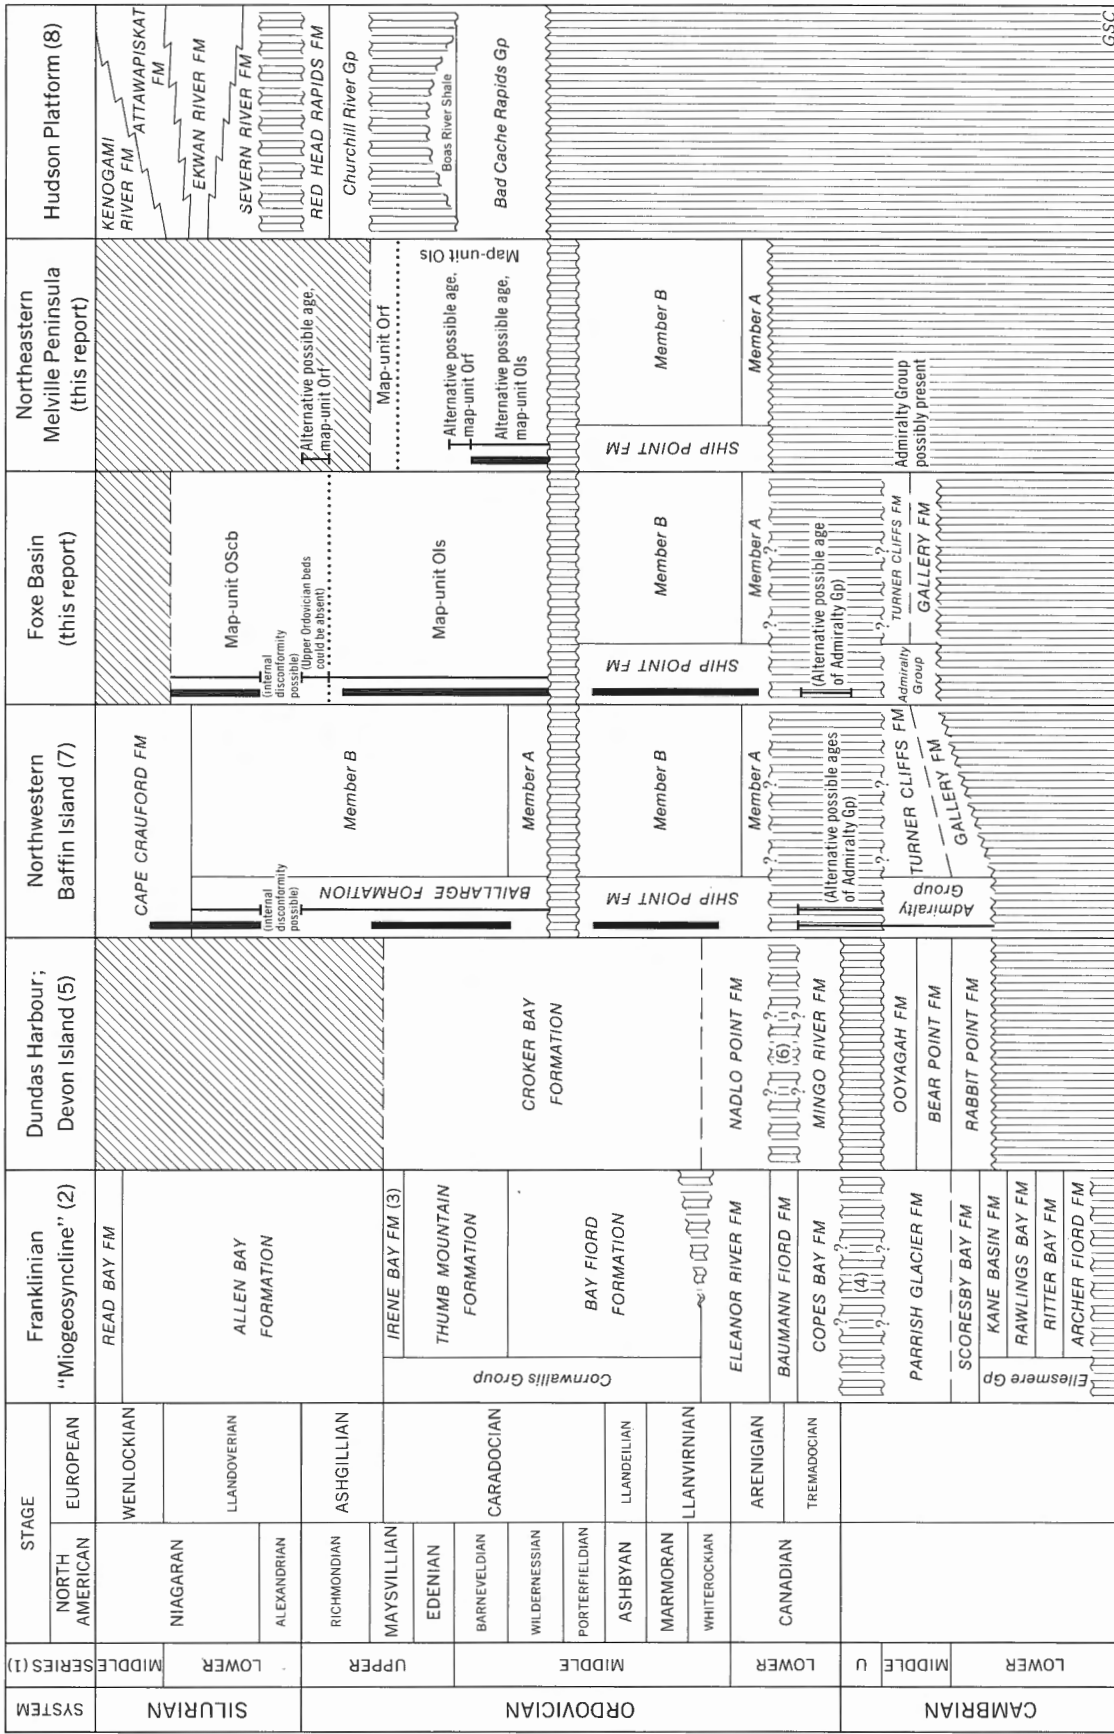 SYSTEM
SERIES (1)
STAGE
NORTH
AMERICAN
EUROPEAN
Franklinian
"Miogeosyncline" (2)
Dundas Harbour;
Devon Island (5)
Northwestern
Baffin Island (7)
Foxe Basin
(this report)
Northeastern
Melville Peninsula
(this report)
Hudson Platform (8)
SILURIAN
ORDOVICIAN
CAMBRIAN
MIDDLE
LOWER
UPPER
MIDDLE
LOWER
U
MIDDLE
LOWER
NIAGARAN
ALEXANDRIAN
RICHMONDIAN
MAYSVILLIAN
EDENIAN
BARNEVELDIAN
WILDERNESSIAN
PORTERFIELDIAN
ASHBYAN
MARMORAN
WHITEROCKIAN
CANADIAN
WENLOCKIAN
LLANDOVERIAN
ASHGILLIAN
CARADOCIAN
LLANDEILIAN
LLANVIRNIAN
ARENIGIAN
TREMADOCIAN
READ BAY FM
ALLEN BAY
FORMATION
Cornwallis Group
IRENE BAY FM (3)
THUMB MOUNTAIN
FORMATION
BAY FIORD
FORMATION
ELEANOR RIVER FM
BAUMANN FIORD FM
COPES BAY FM
?
?
(4)
?
?
PARRISH GLACIER FM
SCORESBY BAY FM
Ellesmere Gp
KANE BASIN FM
RAWLINGS BAY FM
RITTER BAY FM
ARCHER FIORD FM
CROKER BAY
FORMATION
NADLO POINT FM
?
?
(6)
?
?
MINGO RIVER FM
OOYAGAH FM
BEAR POINT FM
RABBIT POINT FM
CAPE CRAUFORD FM
(internal
disconformity
possible)
BAILLARGE FORMATION
Member B
Member A
SHIP POINT FM
Member B
Member A
?
?
(Alternative possible ages
of Admiralty Gp)
?
?
Admiralty
Group
TURNER CLIFFS FM
GALLERY FM
Map-unit OScb
(internal
disconformity
possible)
(Upper Ordovician beds
could be absent)
Map-unit Ols
SHIP POINT FM
Member B
Member A
?
?
(Alternative possible age
of Admiralty Gp)
?
?
Admiralty
Group
TURNER CLIFFS FM
GALLERY FM
Alternative possible age,
map-unit Orf
Map-unit Orf
Map-unit Ols
Alternative possible age,
map-unit Orf
Alternative possible age,
map-unit Ols
SHIP POINT FM
Member B
Member A
Admiralty Group
possibly present
KENOGAMI
RIVER FM
ATTAWAPISKAT
FM
EKWAN RIVER FM
SEVERN RIVER FM
RED HEAD RAPIDS FM
Churchill River Gp
Boas River Shale
Bad Cache Rapids Gp
GSC